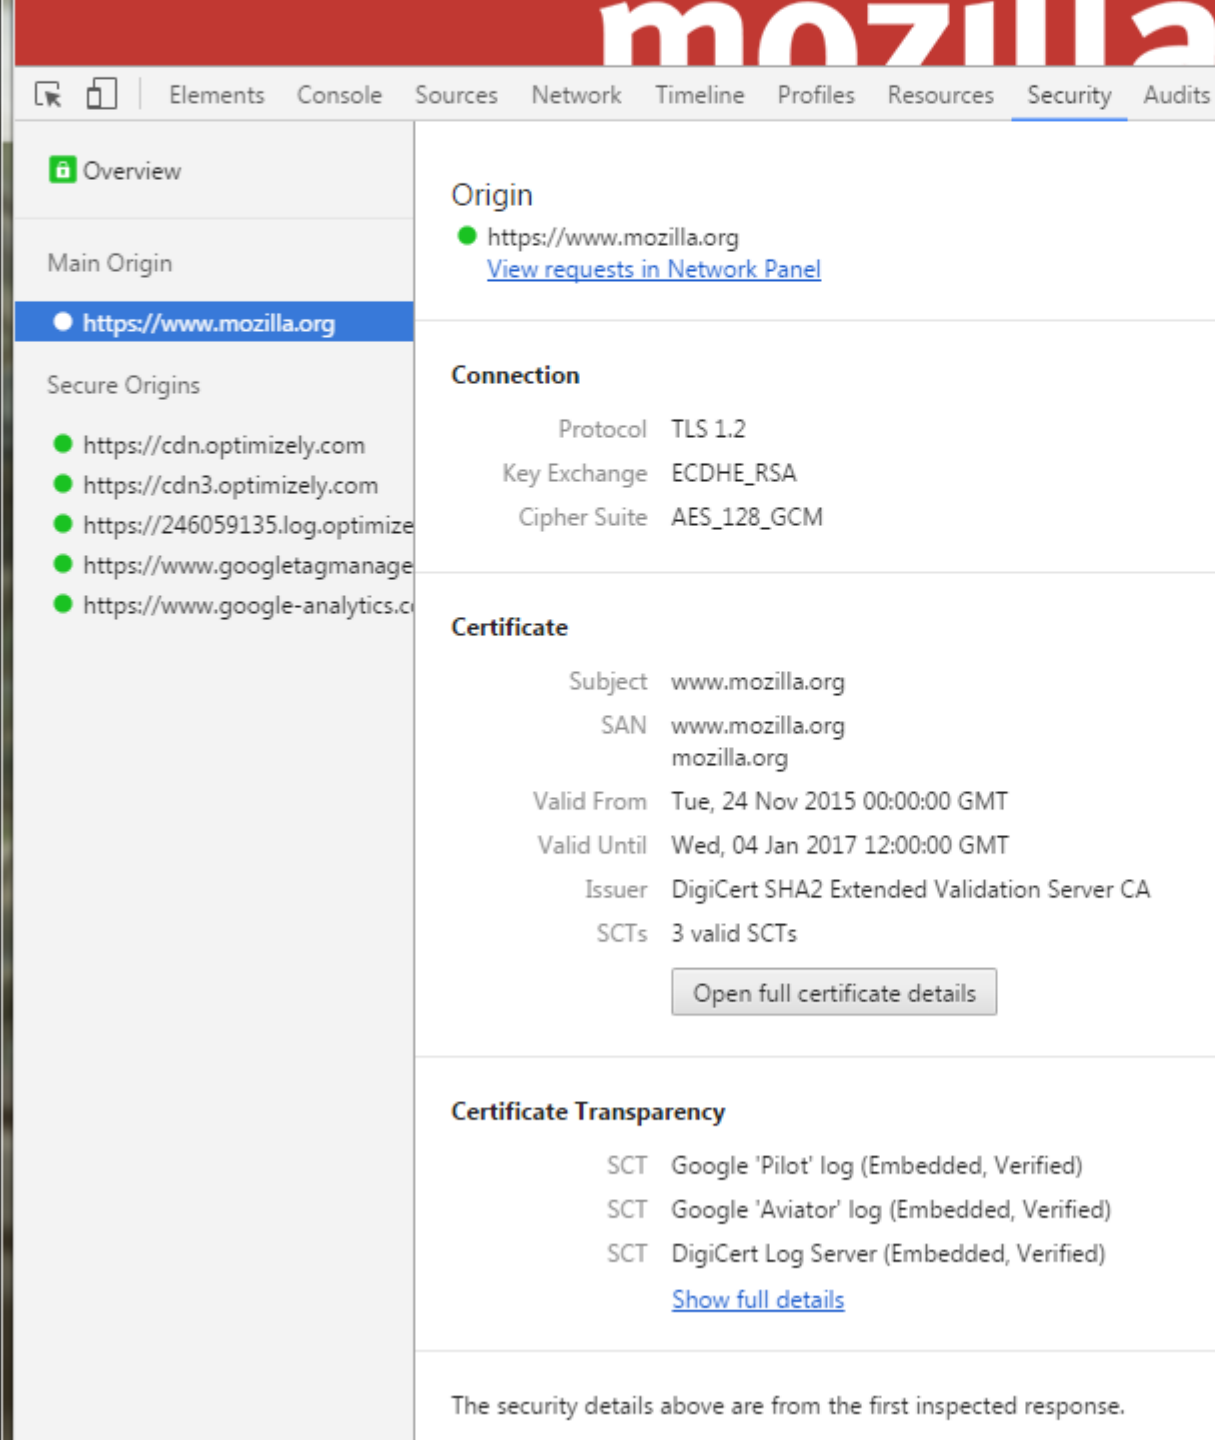 mozilla
Elements Console Sources Network Timeline Profiles Resources Security Audits
Overview
Main Origin
https://www.mozilla.org
Secure Origins
https://cdn.optimizely.com
https://cdn3.optimizely.com
https://246059135.log.optimize
https://www.googletagmanage
https://www.google-analytics.c
Origin
https://www.mozilla.org
View requests in Network Panel
Connection
Protocol TLS 1.2
Key Exchange ECDHE_RSA
Cipher Suite AES_128_GCM
Certificate
Subject www.mozilla.org
SAN www.mozilla.org
mozilla.org
Valid From Tue, 24 Nov 2015 00:00:00 GMT
Valid Until Wed, 04 Jan 2017 12:00:00 GMT
Issuer DigiCert SHA2 Extended Validation Server CA
SCTs 3 valid SCTs
Open full certificate details
Certificate Transparency
SCT Google 'Pilot' log (Embedded, Verified)
SCT Google 'Aviator' log (Embedded, Verified)
SCT DigiCert Log Server (Embedded, Verified)
Show full details
The security details above are from the first inspected response.